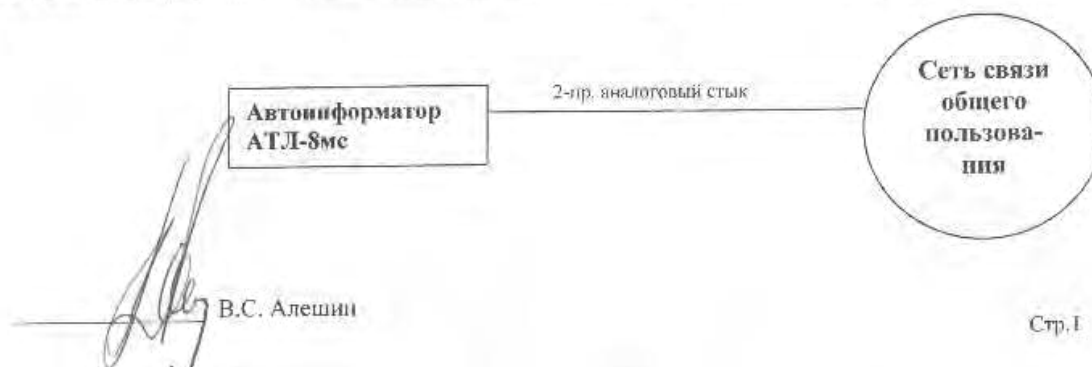 Автоинформатор
АТЛ-8мс
2-пр. аналоговый стык
Сеть связи
общего
пользова-
ния
В.С. Алешин
Стр.1